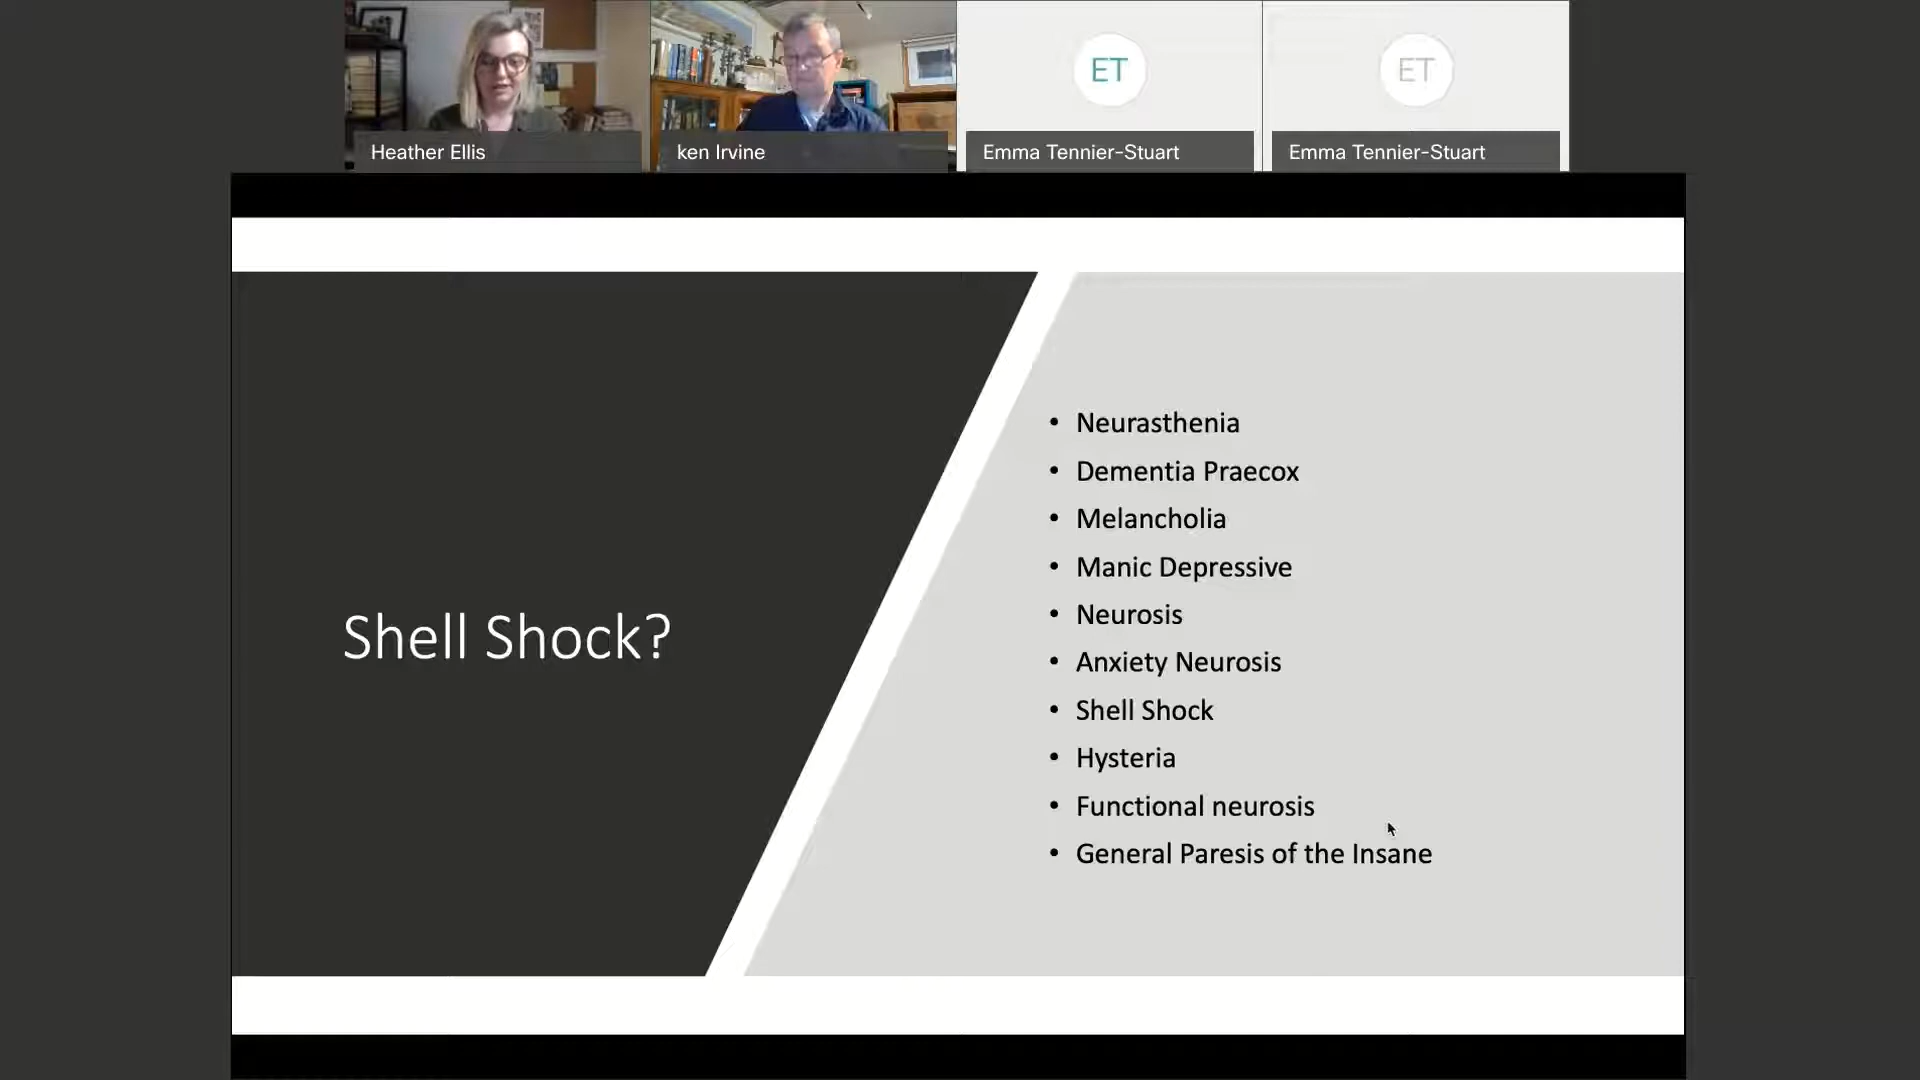 ET
ET
Heather Ellis
ken Irvine
Emma Tennier-Stuart
Emma Tennier-Stuart
Shell Shock?
• Neurasthenia
• Dementia Praecox
• Melancholia
• Manic Depressive
• Neurosis
• Anxiety Neurosis
• Shell Shock
• Hysteria
• Functional neurosis
• General Paresis of the Insane